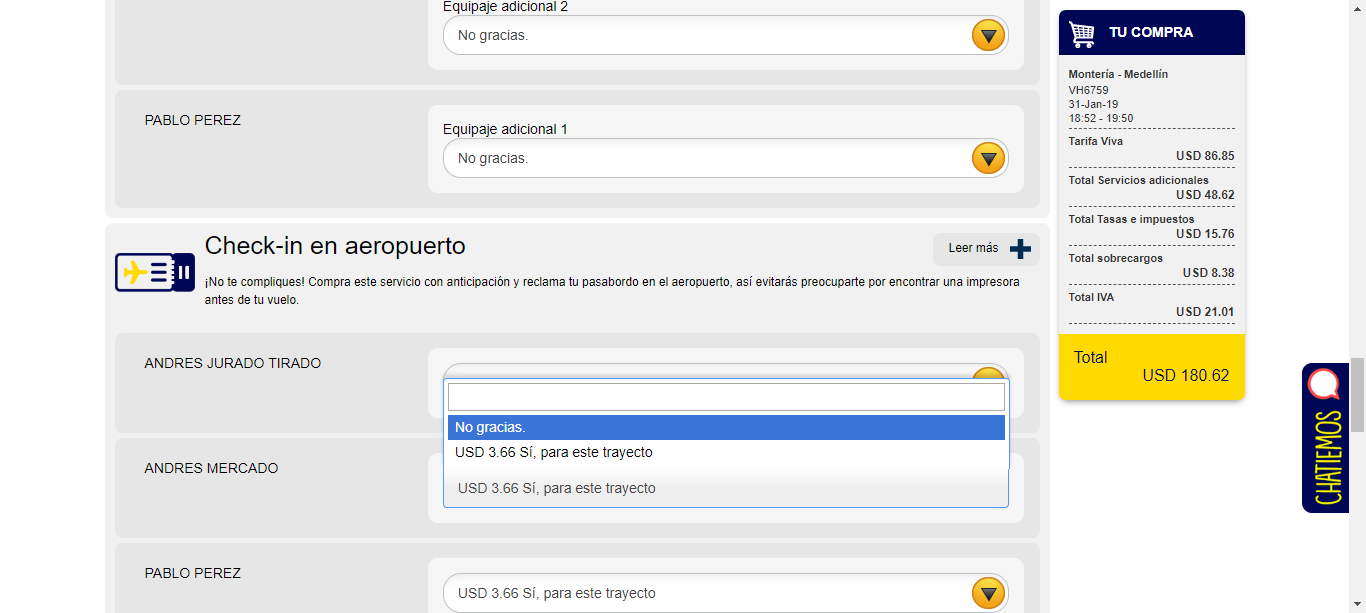 Equipaje adicional 2
No gracias.
PABLO PEREZ
Equipaje adicional 1
No gracias.
Check-in en aeropuerto
Leer más
¡No te compliques! Compra este servicio con anticipación y reclama tu pasabordo en el aeropuerto, así evitarás preocuparte por encontrar una impresora
antes de tu vuelo.
ANDRES JURADO TIRADO
No gracias.
USD 3.66 Sí, para este trayecto
ANDRES MERCADO
USD 3.66 Sí, para este trayecto
PABLO PEREZ
USD 3.66 Sí, para este trayecto
TU COMPRA
Montería - Medellín
VH6759
31-Jan-19
18:52 - 19:50
Tarifa Viva
USD 86.85
Total Servicios adicionales
USD 48.62
Total Tasas e impuestos
USD 15.76
Total sobrecargos
USD 8.38
Total IVA
USD 21.01
Total
USD 180.62
CHATIEMOS